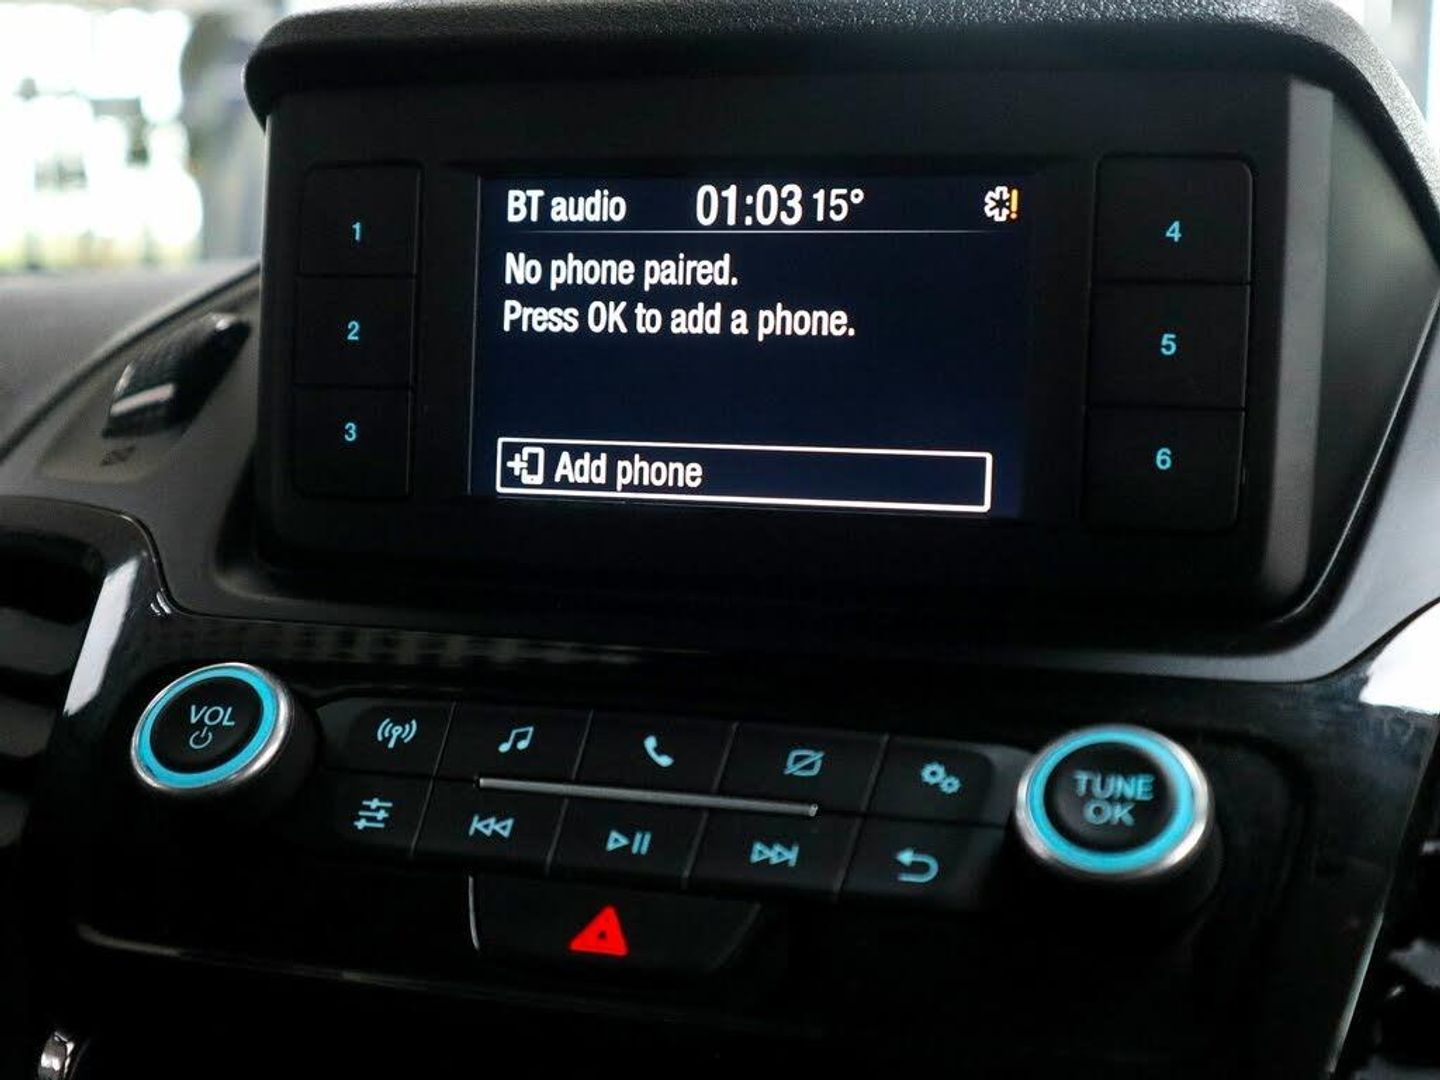 BT audio 01:03 15°
No phone paired.
Press OK to add a phone.
Add phone
1
2
3
4
5
6
VOL
TUNE
OK